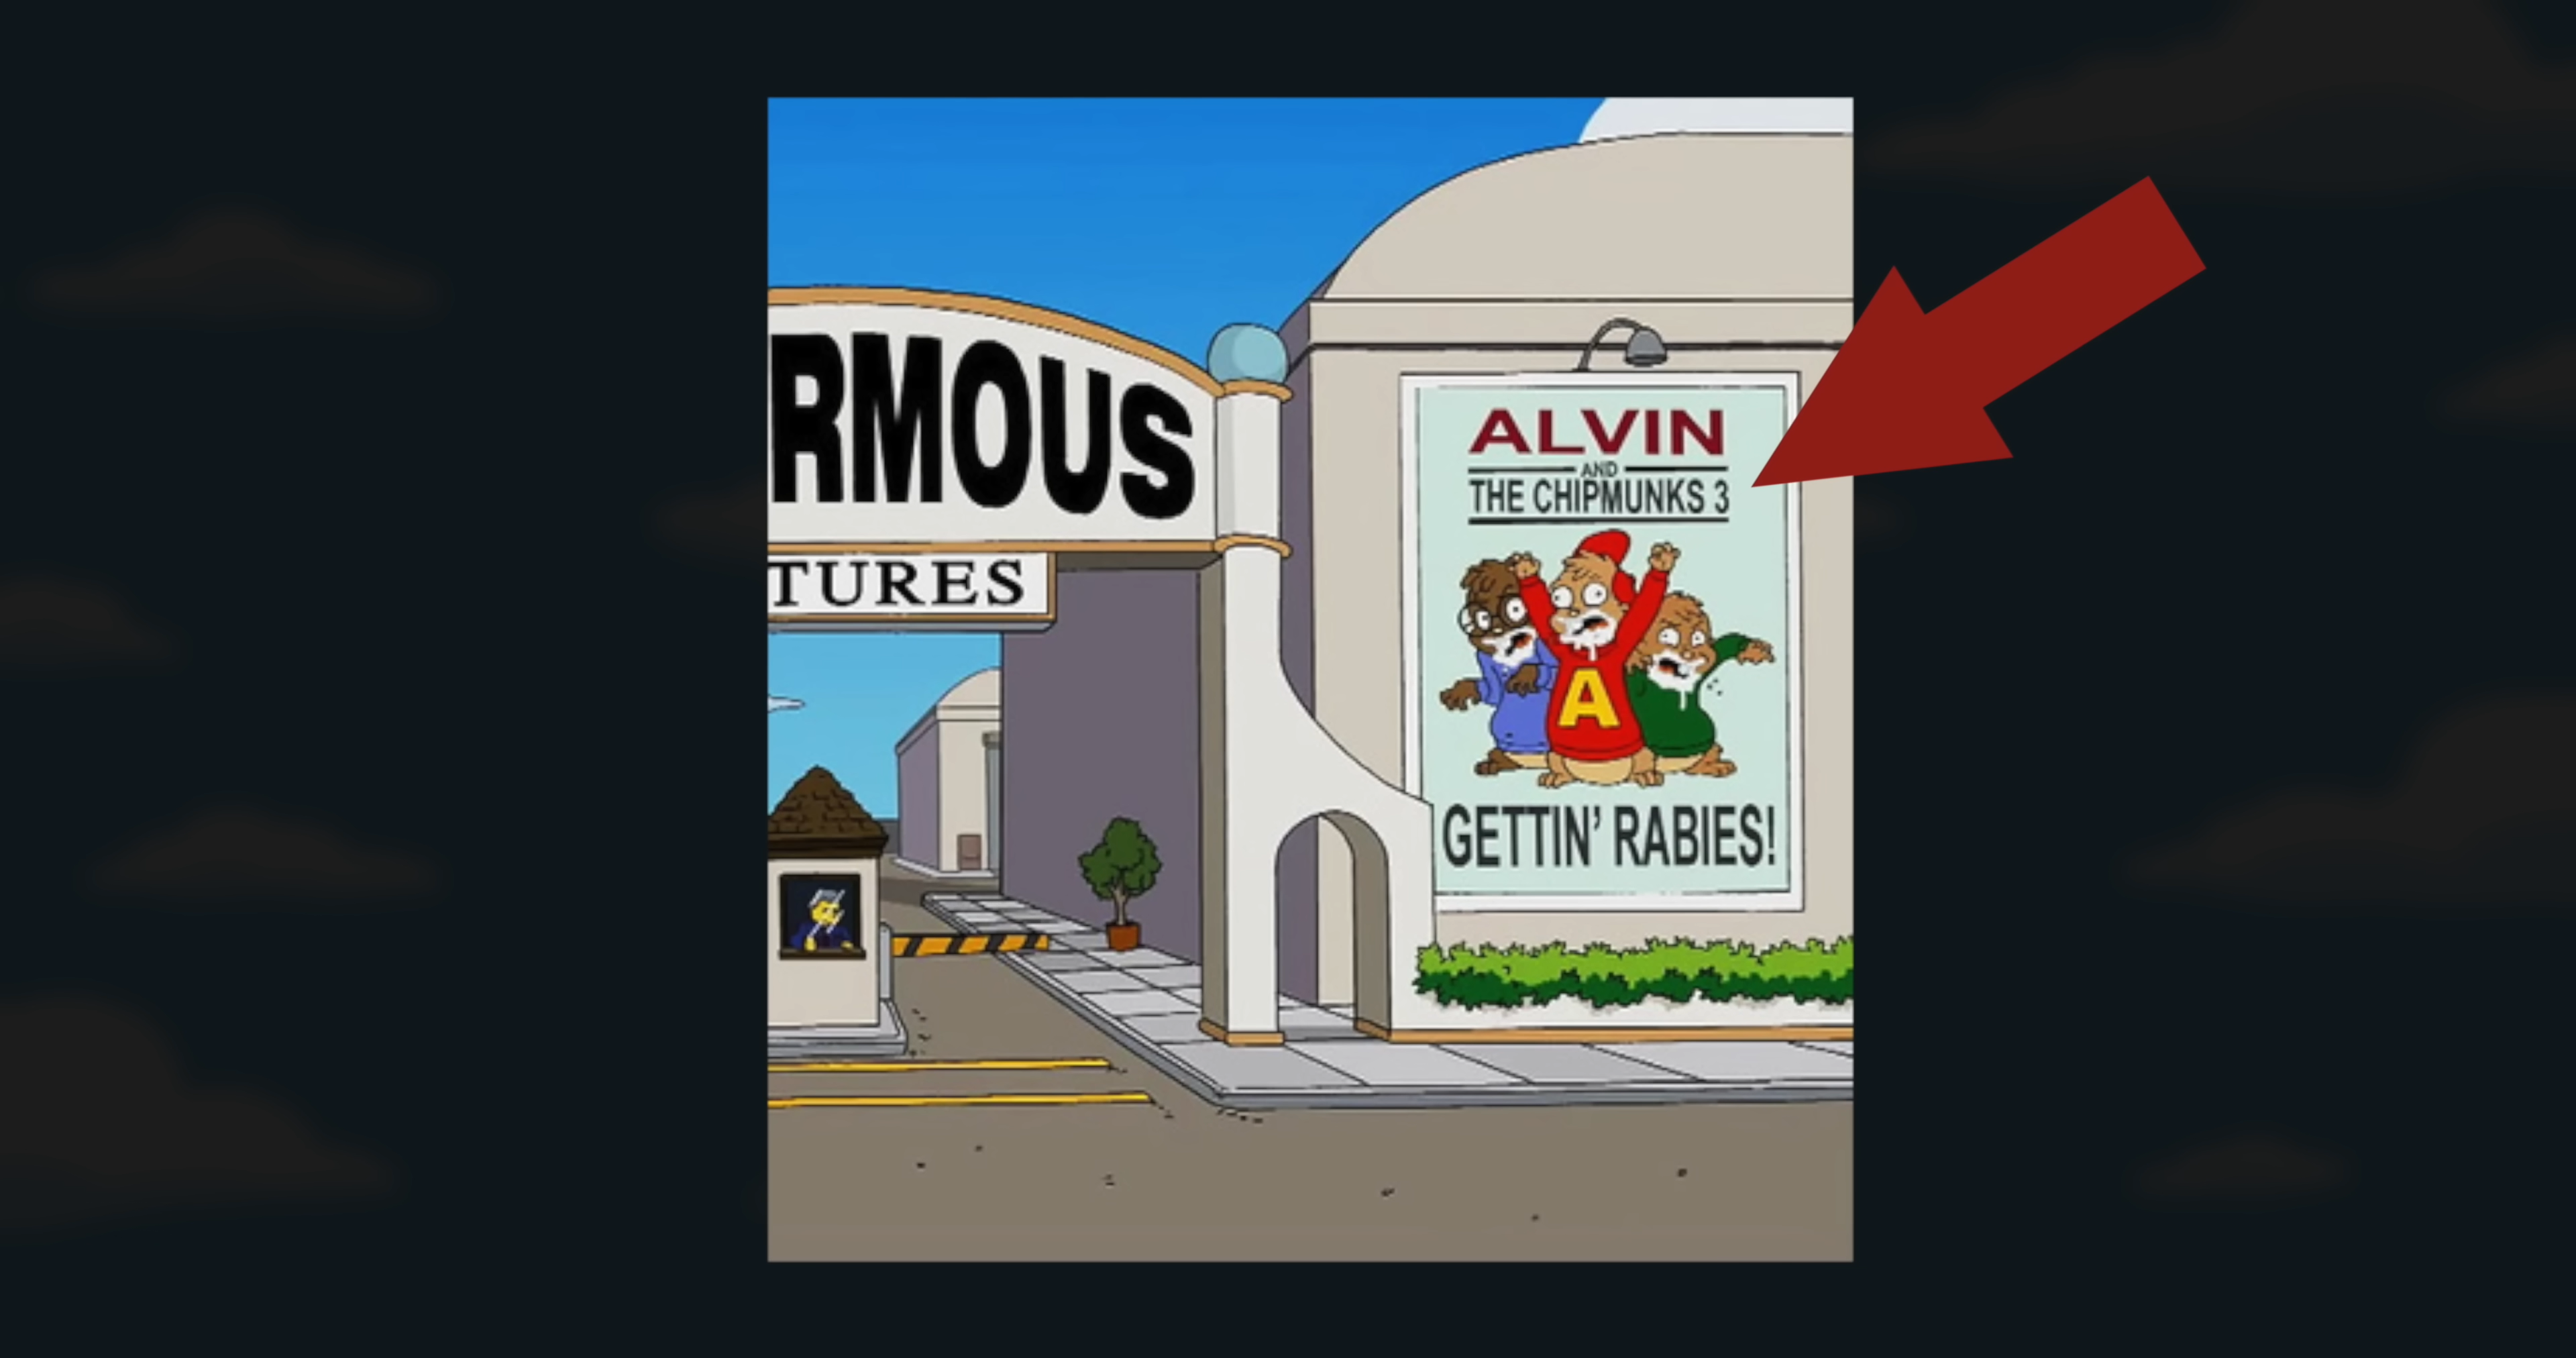 RMOUS
TURES
ALVIN
AND
THE CHIPMUNKS 3
A
GETTIN' RABIES!